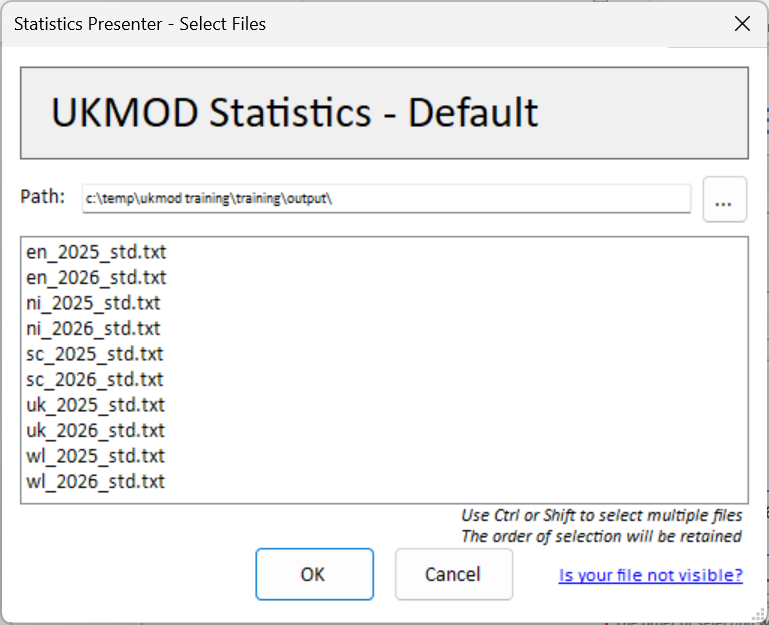 Statistics Presenter - Select Files
UKMOD Statistics - Default
Path: c:\temp\ukmod training\training\output\
...
en_2025_std.txt
en_2026_std.txt
ni_2025_std.txt
ni_2026_std.txt
sc_2025_std.txt
sc_2026_std.txt
uk_2025_std.txt
uk_2026_std.txt
wl_2025_std.txt
wl_2026_std.txt
Use Ctrl or Shift to select multiple files
The order of selection will be retained
OK Cancel Is your file not visible?